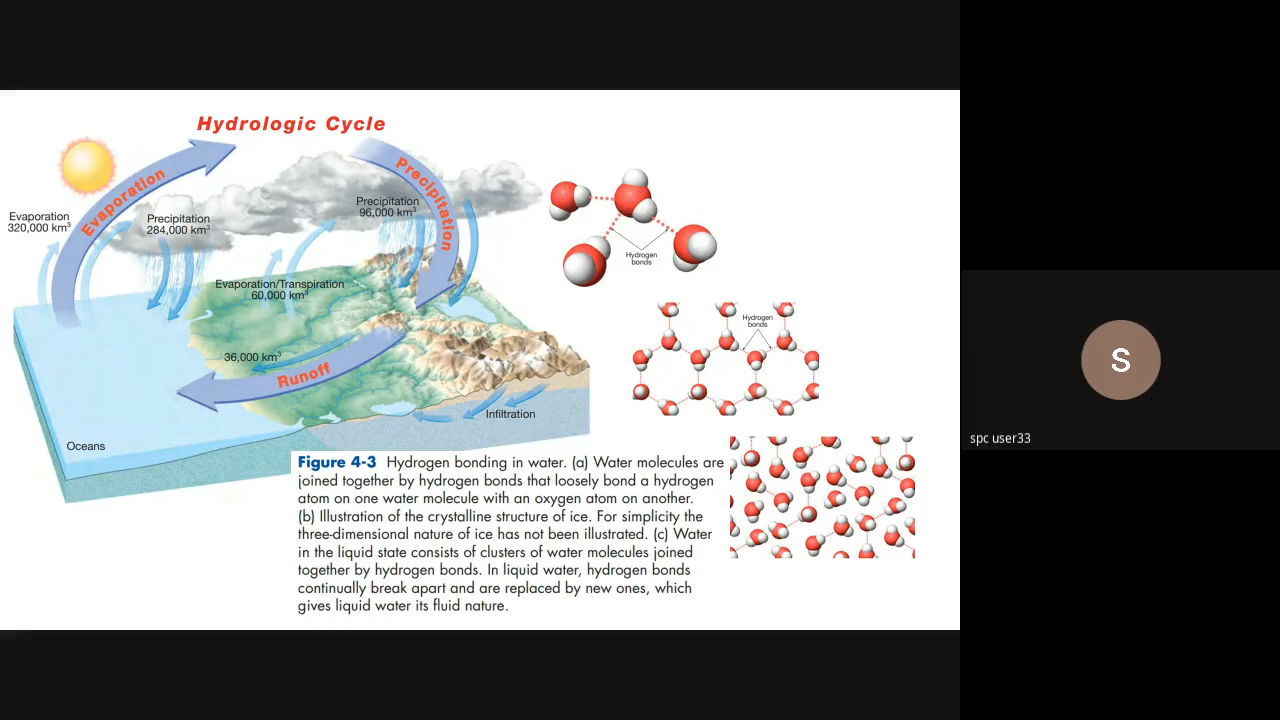 Hydrologic Cycle
Evaporation
Precipitation
Evaporation
320,000 km³
Precipitation
284,000 km³
Precipitation
96,000 km³
Evaporation/Transpiration
60,000 km³
36,000 km³
Runoff
Infiltration
Oceans
Hydrogen
bonds
Hydrogen
bonds
Figure 4-3 Hydrogen bonding in water. (a) Water molecules are
joined together by hydrogen bonds that loosely bond a hydrogen
atom on one water molecule with an oxygen atom on another.
(b) Illustration of the crystalline structure of ice. For simplicity the
three-dimensional nature of ice has not been illustrated. (c) Water
in the liquid state consists of clusters of water molecules joined
together by hydrogen bonds. In liquid water, hydrogen bonds
continually break apart and are replaced by new ones, which
gives liquid water its fluid nature.
S
spc user33